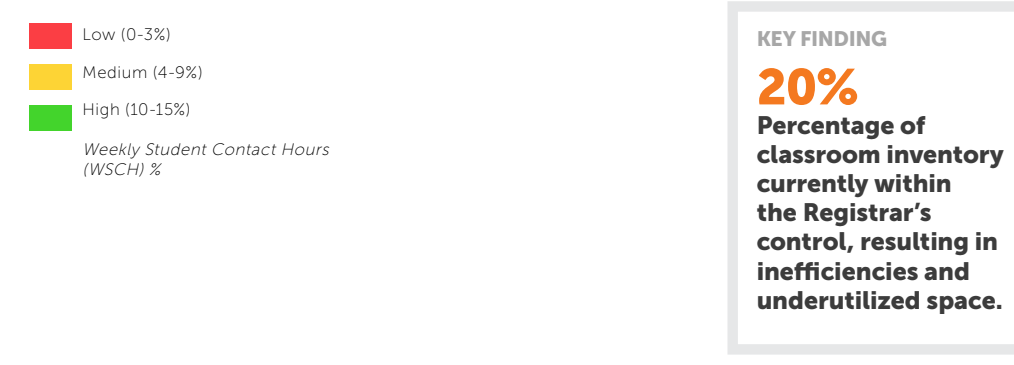 Low (0-3%)
Medium (4-9%)
High (10-15%)
Weekly Student Contact Hours
(WSCH) %
KEY FINDING
20%
Percentage of
classroom inventory
currently within
the Registrar’s
control, resulting in
inefficiencies and
underutilized space.